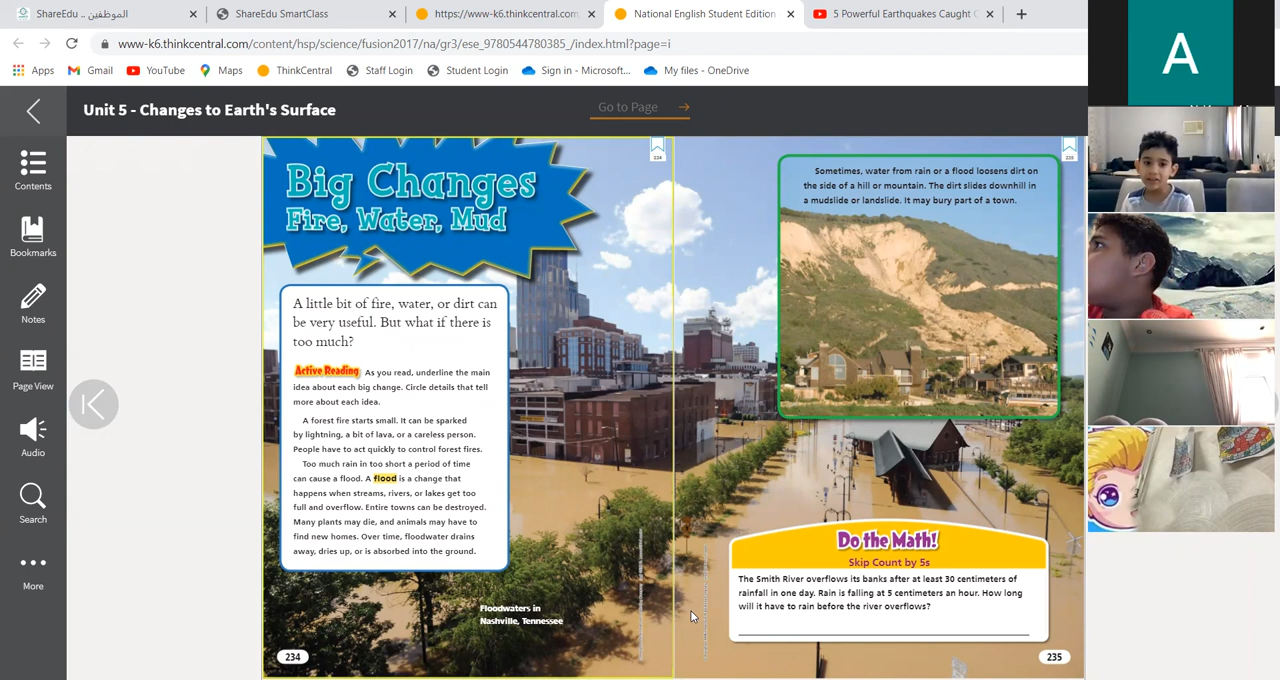 الموظفين .. ShareEdu
ShareEdu SmartClass
https://www-k6.thinkcentral.com
National English Student Edition
5 Powerful Earthquakes Caught
www-k6.thinkcentral.com/content/hsp/science/fusion2017/na/gr3/ese_9780544780385_/index.html?page=i
Apps Gmail YouTube Maps ThinkCentral Staff Login Student Login Sign in - Microsoft... My files - OneDrive
Unit 5 - Changes to Earth's Surface
Go to Page
Contents
Bookmarks
Notes
Page View
Audio
Search
More
234
Big Changes
Fire, Water, Mud
A little bit of fire, water, or dirt can
be very useful. But what if there is
too much?
Active Reading As you read, underline the main
idea about each big change. Circle details that tell
more about each idea.
A forest fire starts small. It can be sparked
by lightning, a bit of lava, or a careless person.
People have to act quickly to control forest fires.
Too much rain in too short a period of time
can cause a flood. A flood is a change that
happens when streams, rivers, or lakes get too
full and overflow. Entire towns can be destroyed.
Many plants may die, and animals may have to
find new homes. Over time, floodwater drains
away, dries up, or is absorbed into the ground.
Floodwaters in
Nashville, Tennessee
234
235
Sometimes, water from rain or a flood loosens dirt on
the side of a hill or mountain. The dirt slides downhill in
a mudslide or landslide. It may bury part of a town.
Do the Math!
Skip Count by 5s
The Smith River overflows its banks after at least 30 centimeters of
rainfall in one day. Rain is falling at 5 centimeters an hour. How long
will it have to rain before the river overflows?
235
A